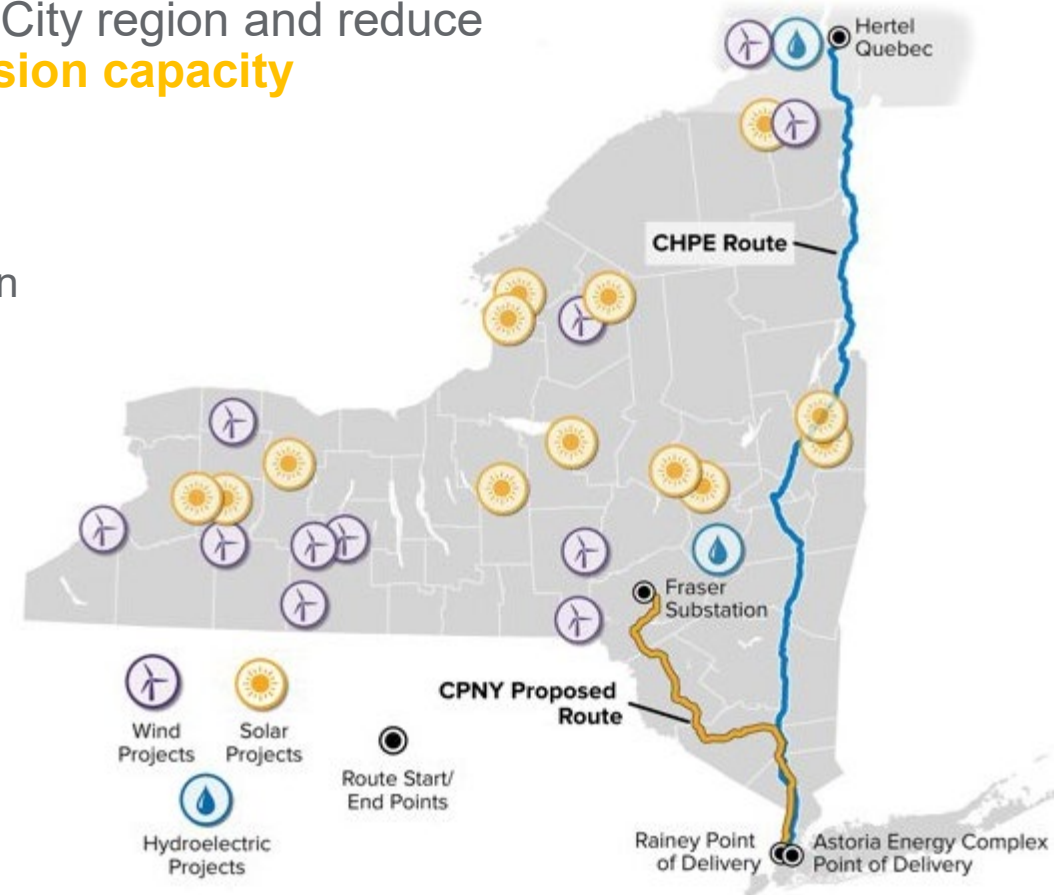 City region and reduce
sion capacity
n
Hertel
Quebec
CHPE Route
Fraser
Substation
CPNY Proposed
Route
Wind
Projects
Solar
Projects
Route Start/
End Points
Hydroelectric
Projects
Rainey Point
of Delivery
Astoria Energy Complex
Point of Delivery